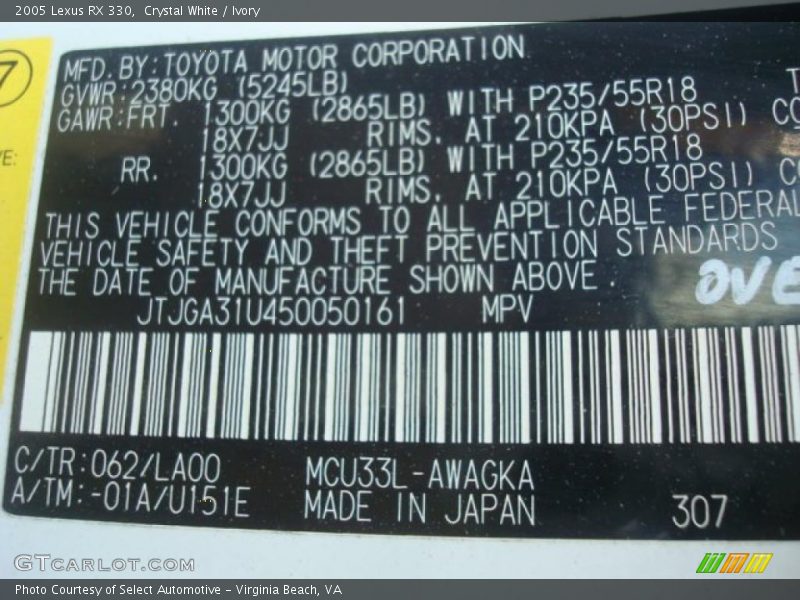 2005 Lexus RX 330,  Crystal White / Ivory
7
E:
MFD. BY: TOYOTA MOTOR CORPORATION
GVWR: 2380KG (5245LB)
GAWR: FRT. 1300KG (2865LB) WITH P235/55R18
18X7JJ RIMS, AT 210KPA (30PSI) CO
RR. 1300KG (2865LB) WITH P235/55R18
18X7JJ RIMS, AT 210KPA (30PSI) C
THIS VEHICLE CONFORMS TO ALL APPLICABLE FEDERAL
VEHICLE SAFETY AND THEFT PREVENTION STANDARDS
THE DATE OF MANUFACTURE SHOWN ABOVE.
OVE
JTJGA31U450050161 MPV
C/TR: 062/LA00 MCU33L-AWAGKA
A/TM: -01A/U151E MADE IN JAPAN 307
GTCARLOT.COM
Photo Courtesy of Select Automotive - Virginia Beach, VA